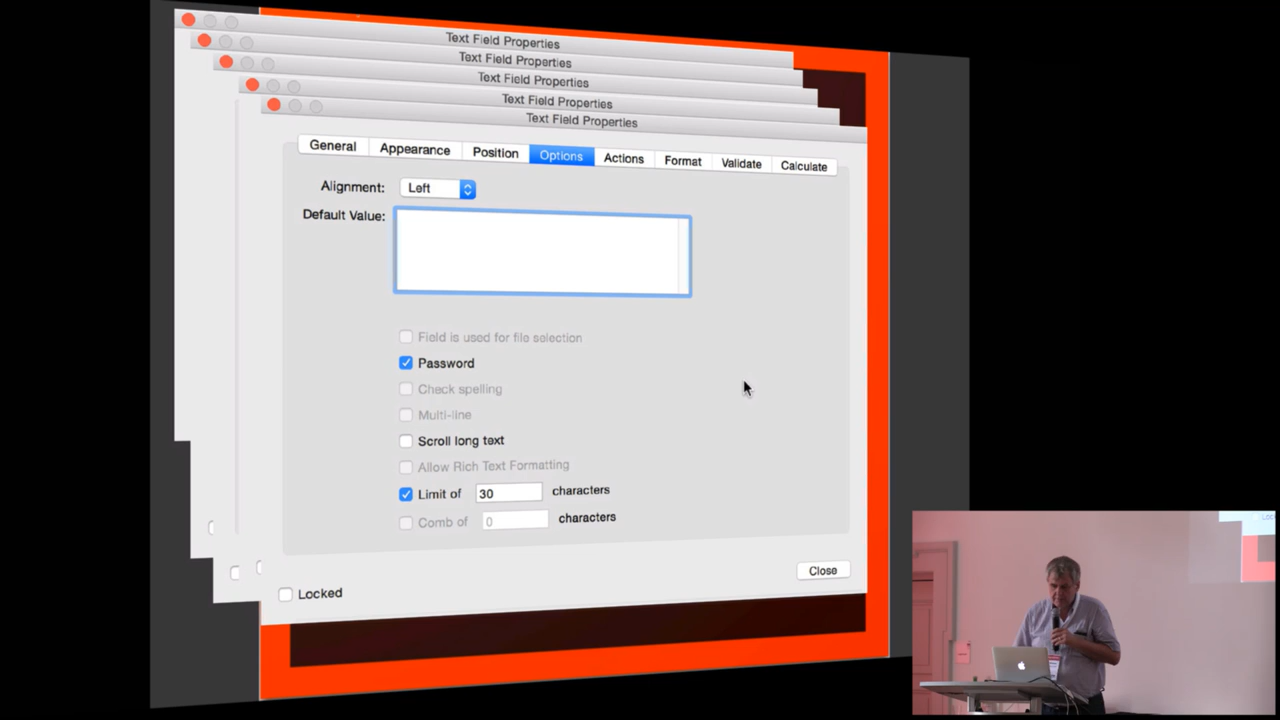 Text Field Properties
Text Field Properties
Text Field Properties
Text Field Properties
Text Field Properties
General Appearance Position Options Actions Format Validate Calculate
Alignment: Left
Default Value:
Field is used for file selection
Password
Check spelling
Multi-line
Scroll long text
Allow Rich Text Formatting
Limit of 30 characters
Comb of 0 characters
Close
Locked